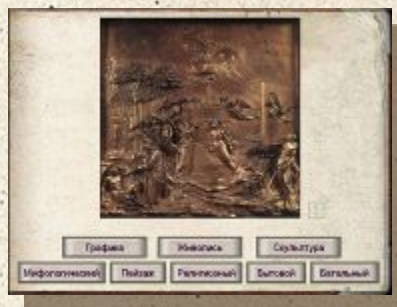 Графика Живопись Скульптура
Мифологический Пейзаж Религиозный Бытовой Батальный